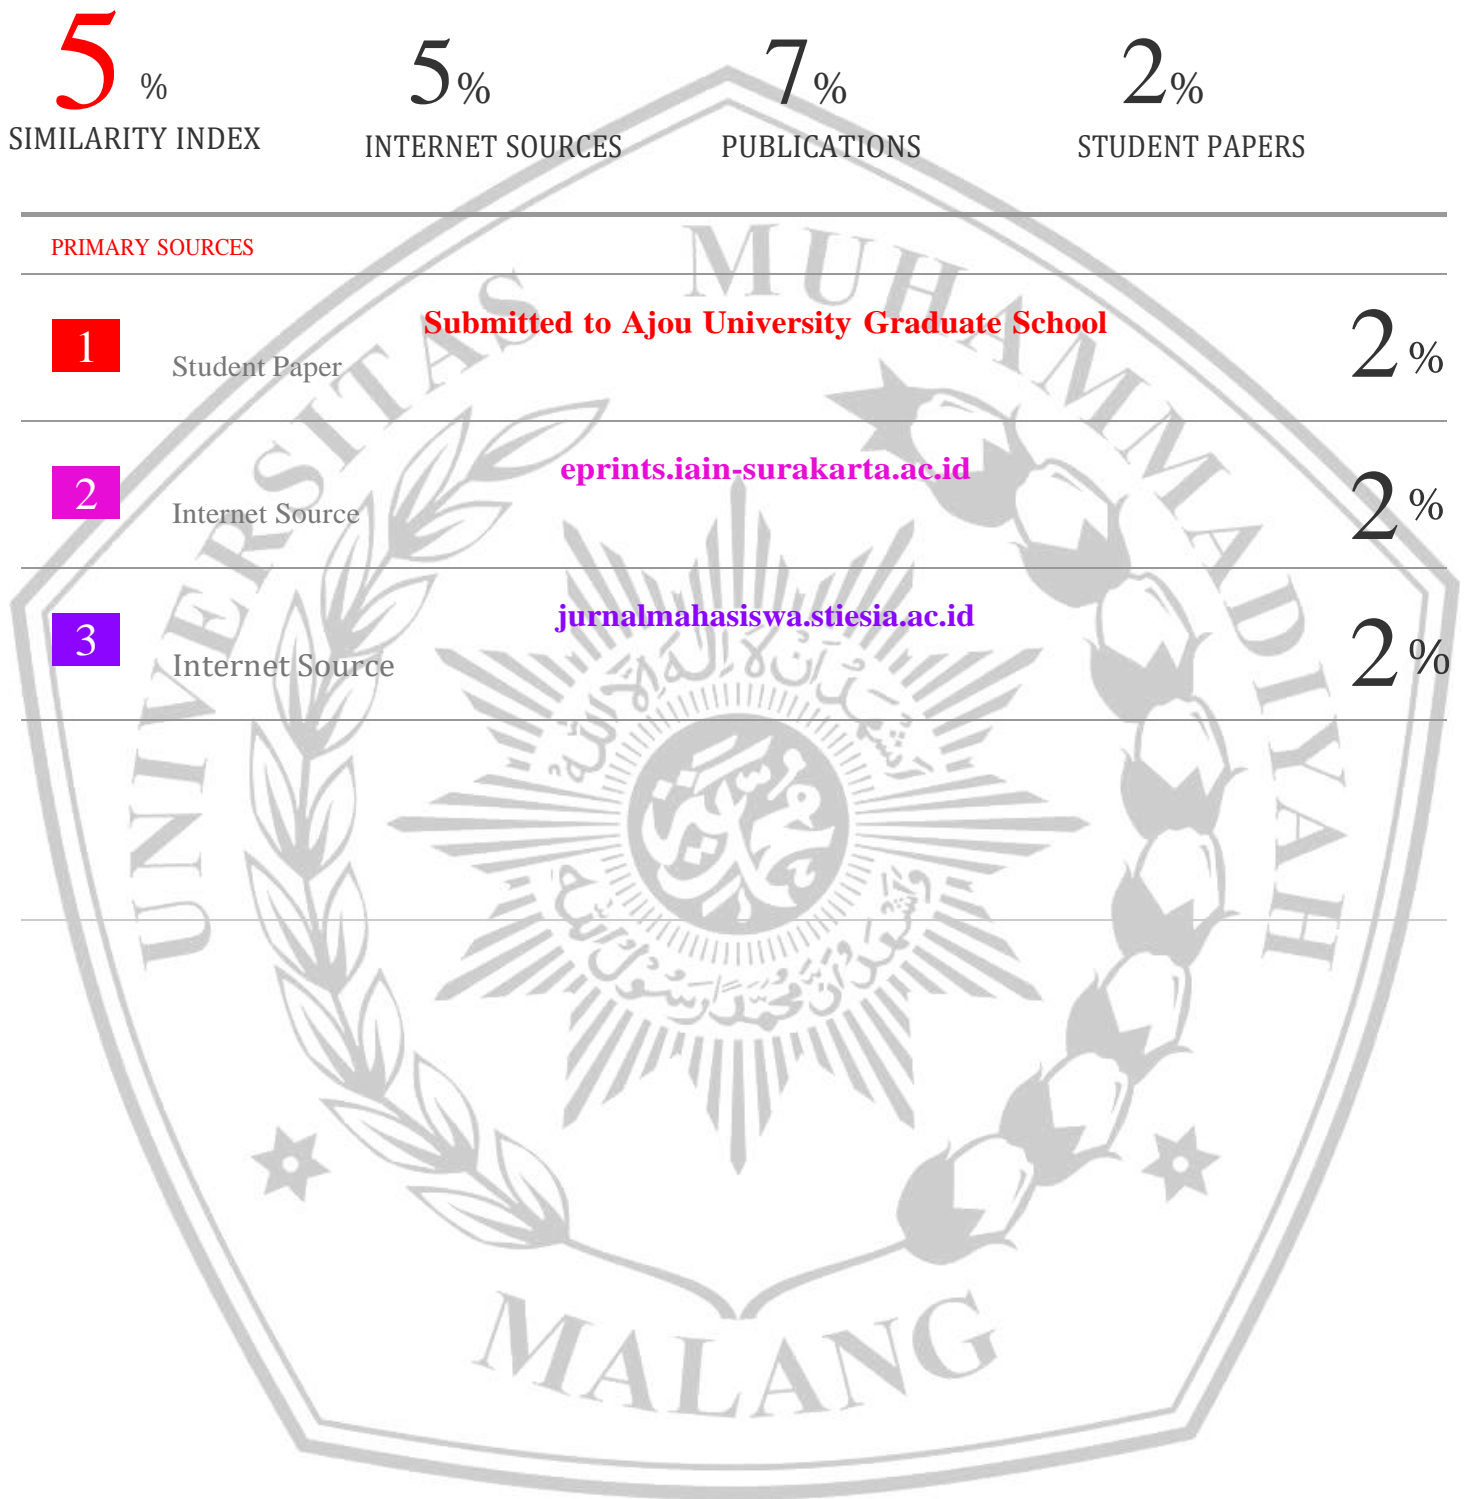 5 %
SIMILARITY INDEX
5%
INTERNET SOURCES
7%
PUBLICATIONS
2%
STUDENT PAPERS
PRIMARY SOURCES
1
Submitted to Ajou University Graduate School
Student Paper
2%
2
eprints.iain-surakarta.ac.id
Internet Source
2%
3
jurnalmahasiswa.stiesia.ac.id
Internet Source
2%
UNIVERSITAS MUHAMMADIYAH
MALANG